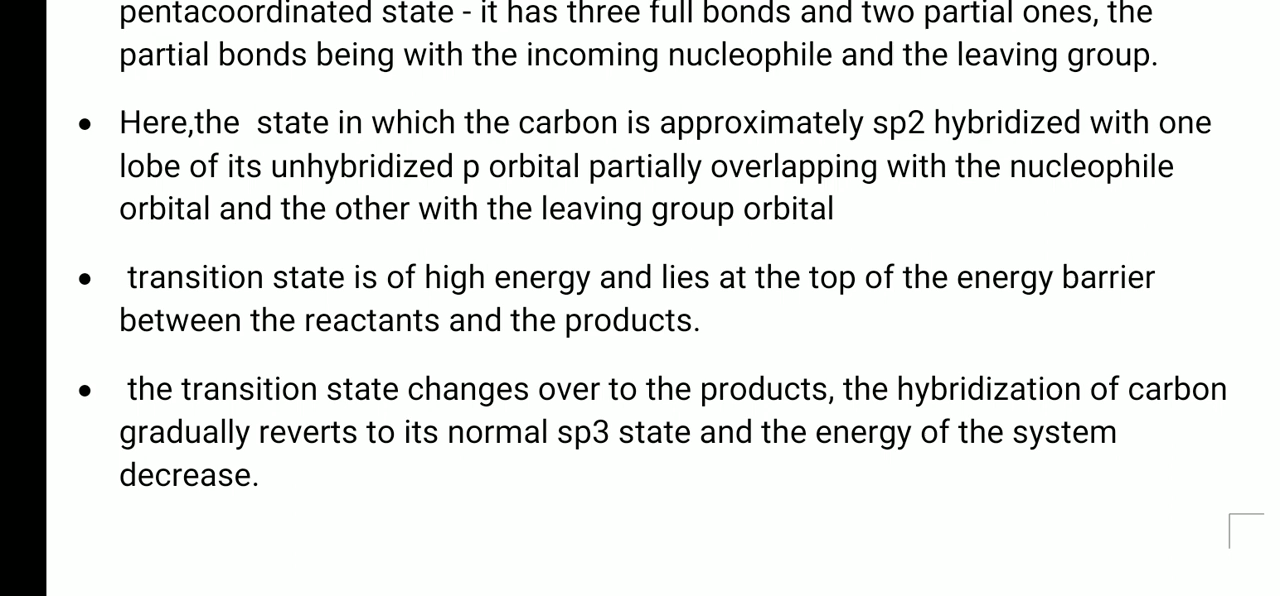 pentacoordinated state - it has three full bonds and two partial ones, the
partial bonds being with the incoming nucleophile and the leaving group.
• Here,the  state in which the carbon is approximately sp2 hybridized with one
lobe of its unhybridized p orbital partially overlapping with the nucleophile
orbital and the other with the leaving group orbital
• transition state is of high energy and lies at the top of the energy barrier
between the reactants and the products.
• the transition state changes over to the products, the hybridization of carbon
gradually reverts to its normal sp3 state and the energy of the system
decrease.